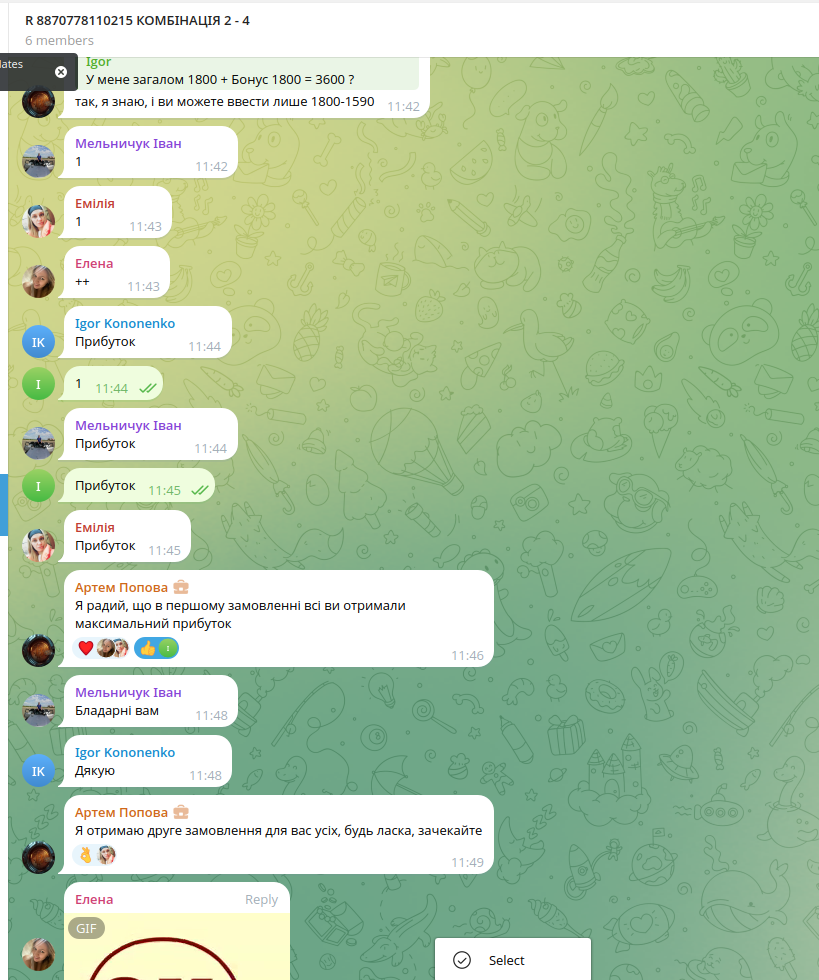 R 8870778110215 КОМБІНАЦІЯ 2 - 4
6 members
lates
Igor
У мене загалом 1800 + Бонус 1800 = 3600 ?
так, я знаю, і ви можете ввести лише 1800-1590 11:42
Мельничук Іван
1 11:42
Емілія
1 11:43
Елена
++ 11:43
Igor Kononenko
Прибуток 11:44
IK
I 1 11:44
Мельничук Іван
Прибуток 11:44
I Прибуток 11:45
Емілія
Прибуток 11:45
Артем Попова
Я радий, що в першому замовленні всі ви отримали
максимальний прибуток
I
11:46
Мельничук Іван
Бладарні вам 11:48
Igor Kononenko
Дякую 11:48
IK
Артем Попова
Я отримаю друге замовлення для вас усіх, будь ласка, зачекайте
11:49
Елена Reply
GIF
Select